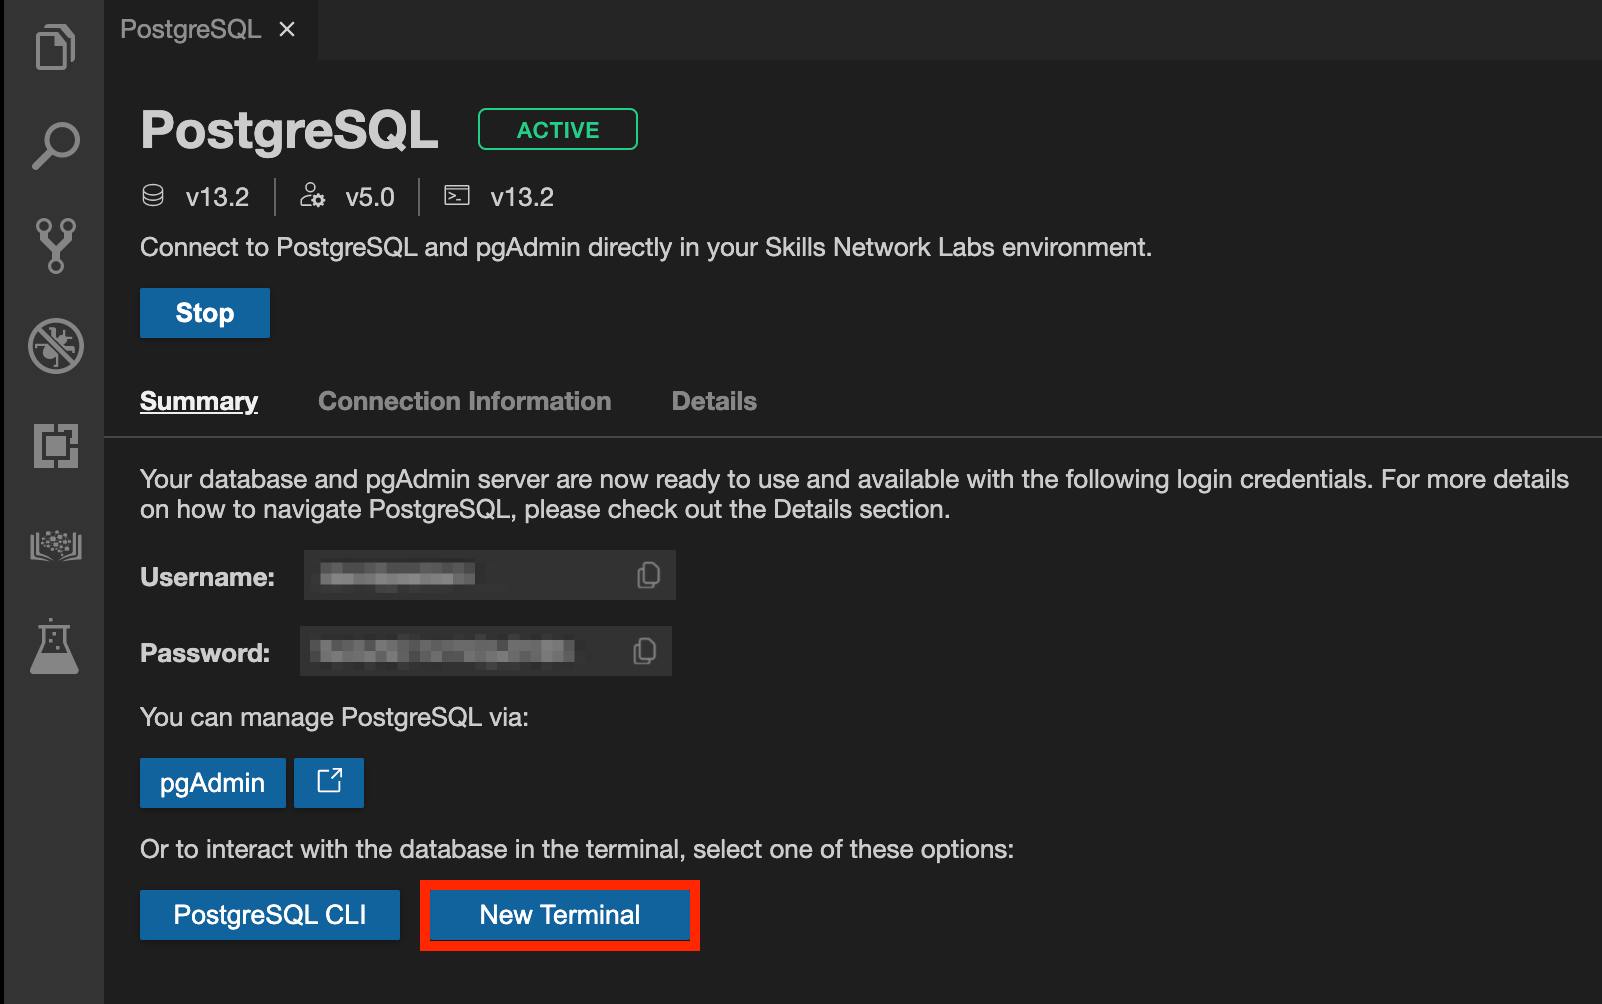 PostgreSQL
PostgreSQL ACTIVE
v13.2 v5.0 v13.2
Connect to PostgreSQL and pgAdmin directly in your Skills Network Labs environment.
Stop
Summary Connection Information Details
Your database and pgAdmin server are now ready to use and available with the following login credentials. For more details
on how to navigate PostgreSQL, please check out the Details section.
Username:
Password:
You can manage PostgreSQL via:
pgAdmin
Or to interact with the database in the terminal, select one of these options:
PostgreSQL CLI New Terminal